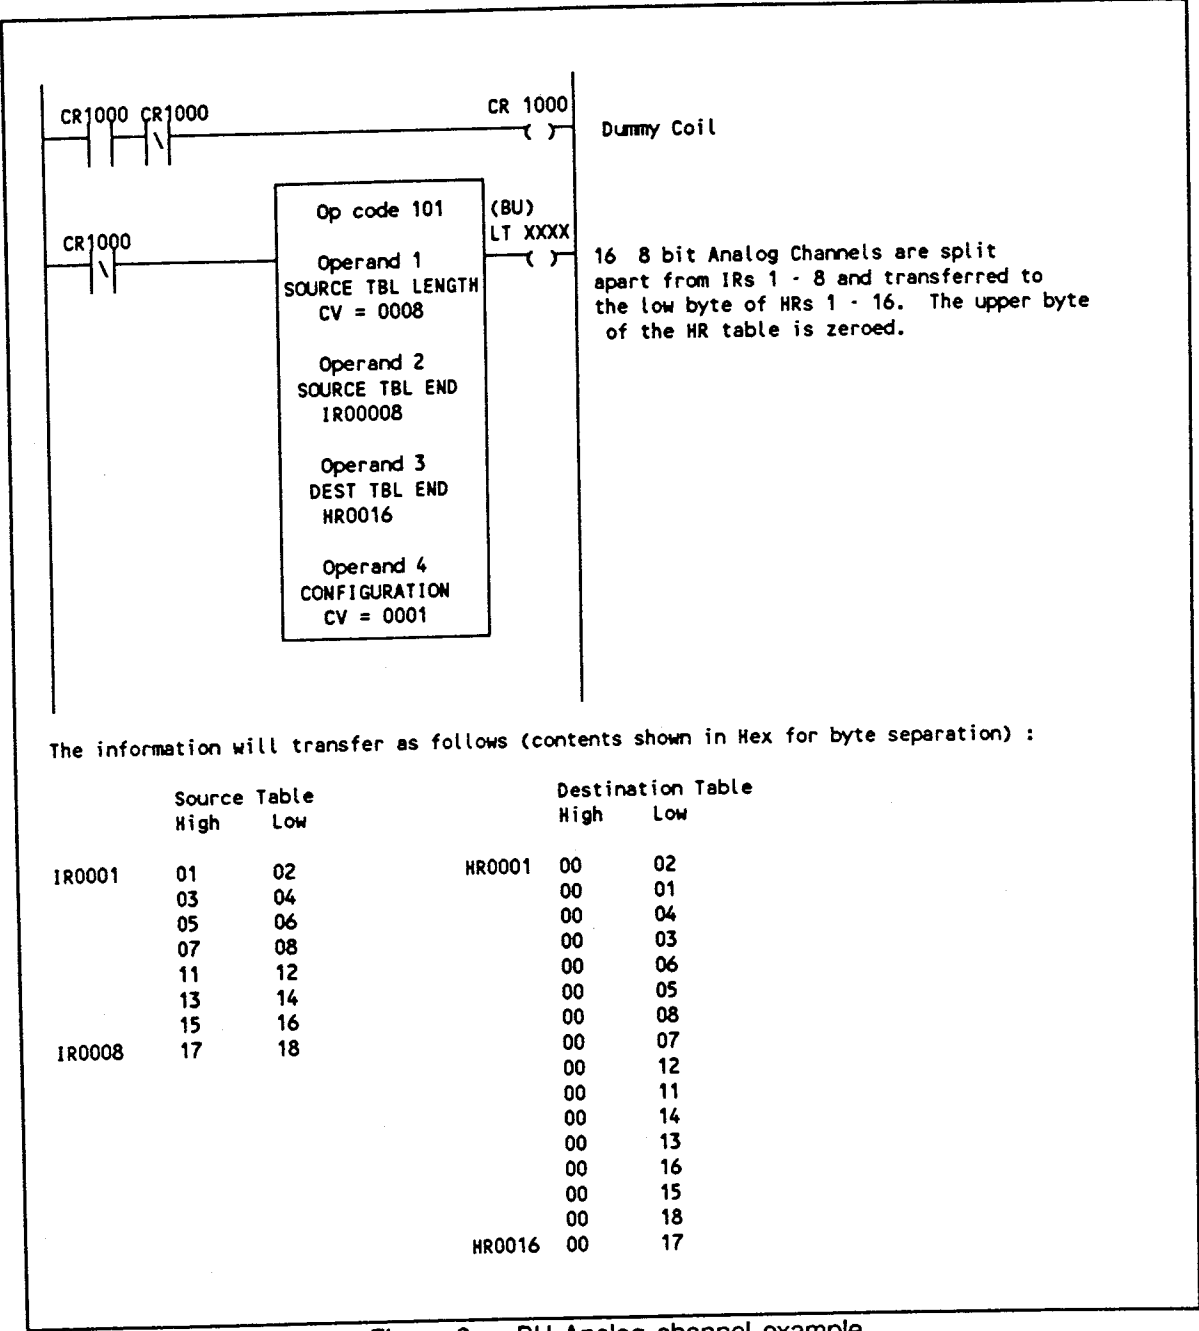 CR1000 CR1000 CR 1000
Dummy Coil
Op code 101
(BU)
LT XXXX
CR1000
Operand 1
SOURCE TBL LENGTH
CV = 0008
Operand 2
SOURCE TBL END
IR00008
Operand 3
DEST TBL END
HR0016
Operand 4
CONFIGURATION
CV = 0001
16 8 bit Analog Channels are split
apart from IRs 1 - 8 and transferred to
the low byte of HRs 1 - 16. The upper byte
of the HR table is zeroed.
The information will transfer as follows (contents shown in Hex for byte separation) :
Source Table
High Low
IR0001 01 02
03 04
05 06
07 08
11 12
13 14
15 16
IR0008 17 18
Destination Table
High Low
HR0001 00 02
00 01
00 04
00 03
00 06
00 05
00 08
00 07
00 12
00 11
00 14
00 13
00 16
00 15
00 18
HR0016 00 17
BU Analog channel example